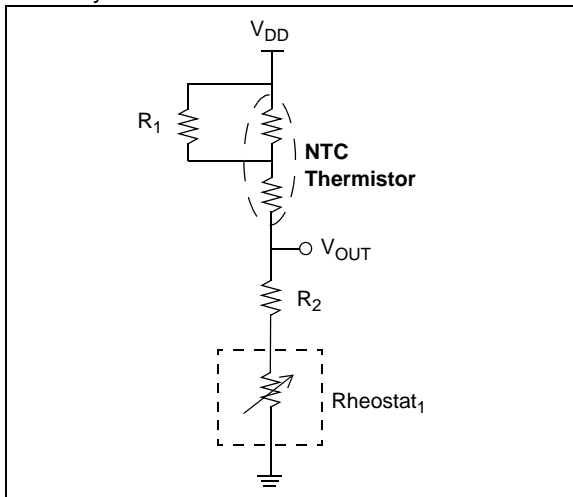 V_DD
R_1
NTC
Thermistor
V_OUT
R_2
Rheostat_1